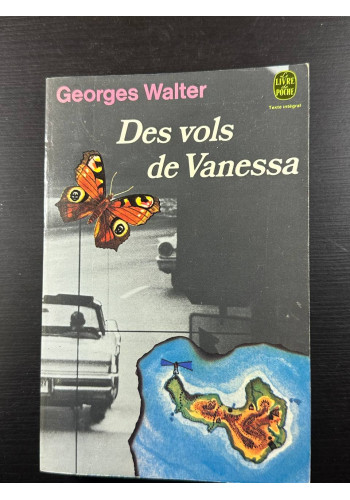 Georges Walter
Le
LIVRE
de
POCHE
Texte intégral
Des vols
de Vanessa